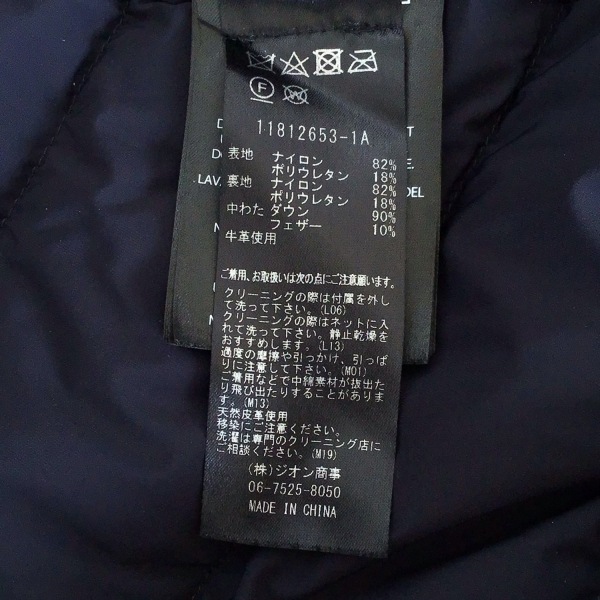 F W
11812653-1A
表地 ナイロン 82%
ポリウレタン 18%
裏地 ナイロン 82%
ポリウレタン 18%
中わた ダウン 90%
フェザー 10%
牛革使用
ご着用、お取扱いは次の点にご注意願います。
クリーニングの際は付属を外し
て洗って下さい。(L06)
クリーニングの際はネットに入
れて洗って下さい。静止乾燥を
おすすめします。(L13)
過度の摩擦や引っかけ、引っぱ
りに注意して下さい。(M01)
ご着用などで中綿素材が抜出た
り飛び出たりすることがありま
す。(M13)
天然皮革使用
移染にご注意ください。
洗濯は専門のクリーニング店に
ご相談ください。(M19)
(株)ジオン商事
06-7525-8050
MADE IN CHINA